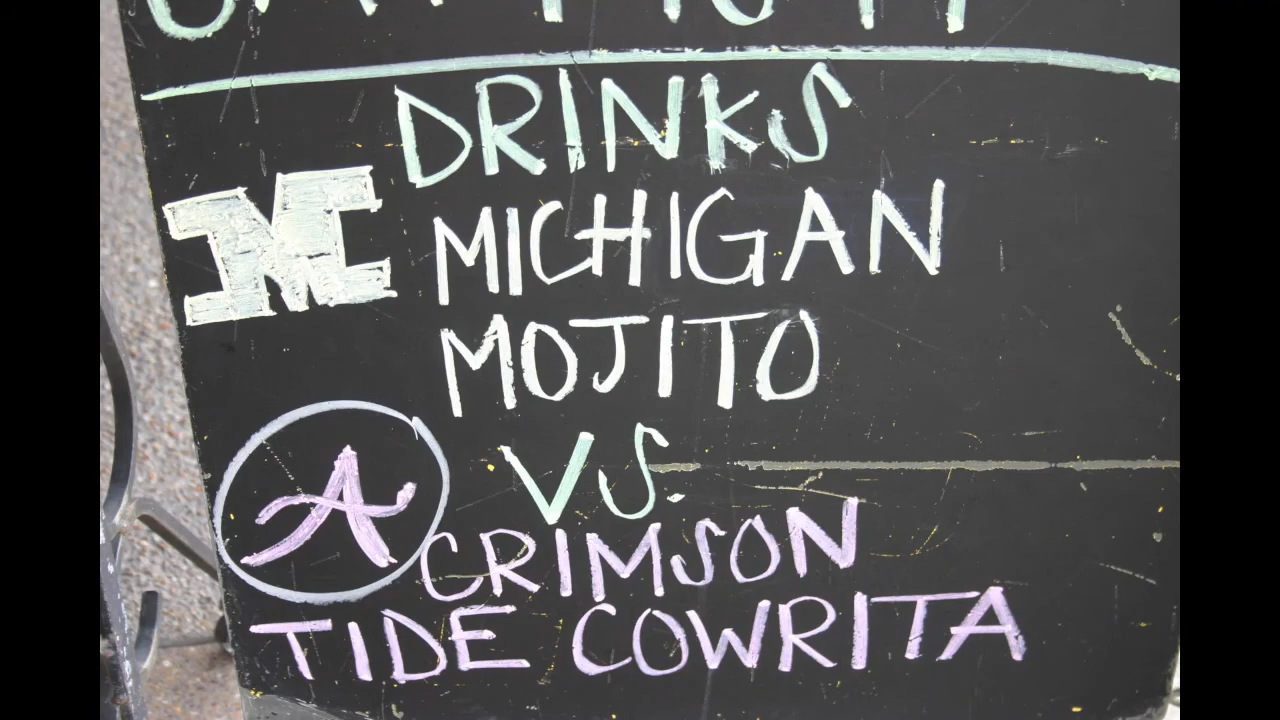 DRINKS
M MICHIGAN
MOJITO
VS.
A CRIMSON
TIDE COWRITA